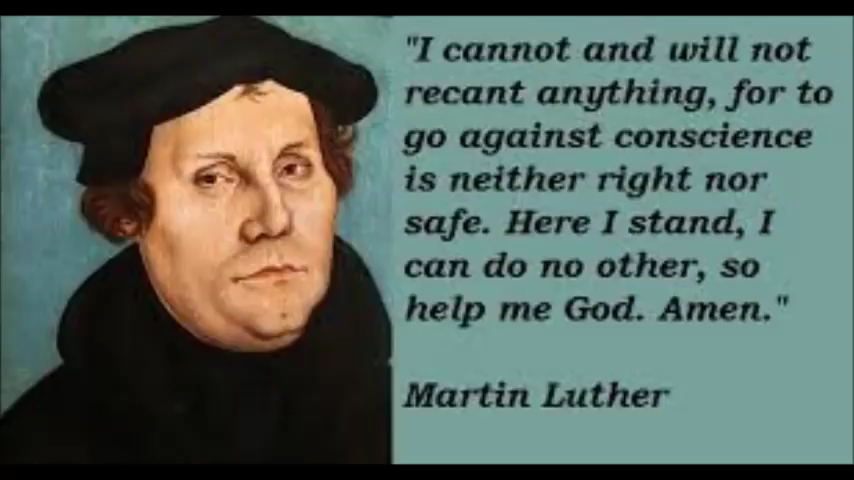 "I cannot and will not
recant anything, for to
go against conscience
is neither right nor
safe. Here I stand, I
can do no other, so
help me God. Amen."
Martin Luther